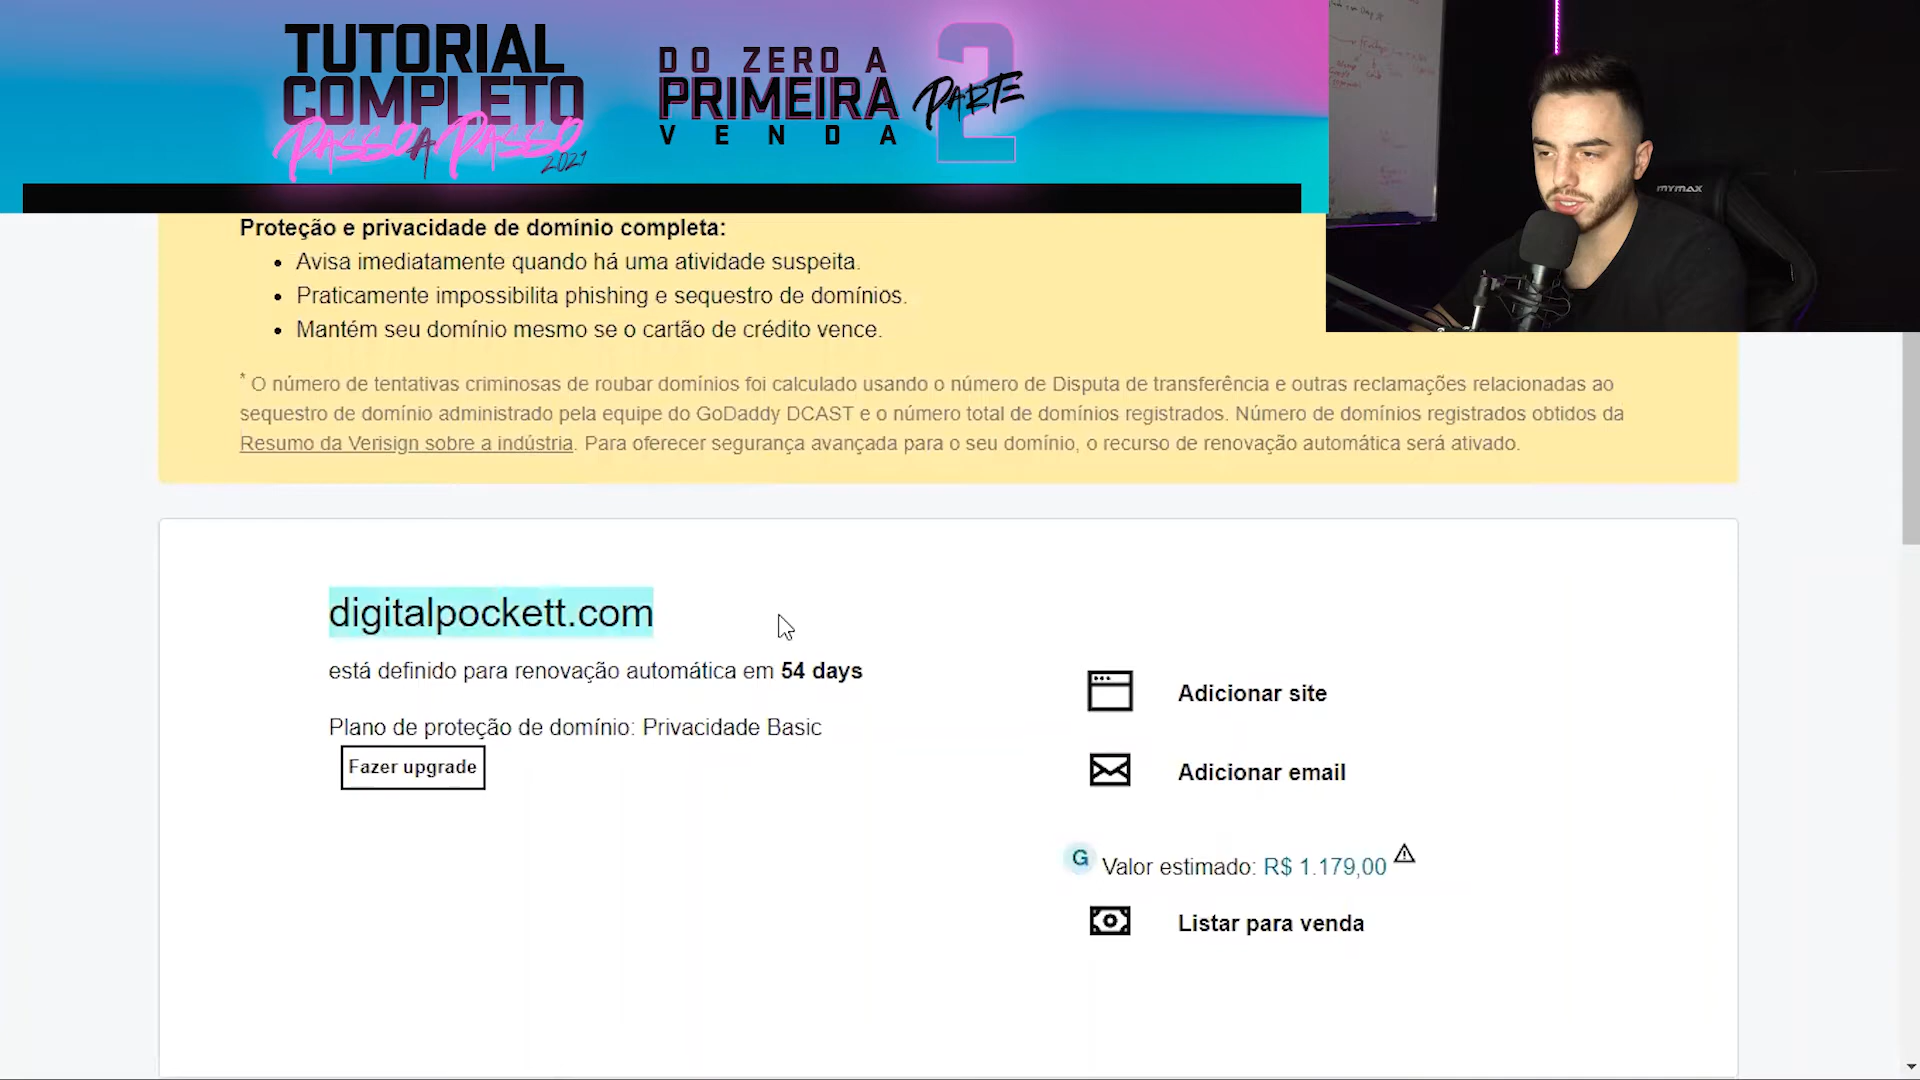 TUTORIAL
COMPLETO
PASSO A PASSO
2021
DO ZERO A
PRIMEIRA
VENDA
PARTE
2
MYMAX
Proteção e privacidade de domínio completa:
Avisa imediatamente quando há uma atividade suspeita.
Praticamente impossibilita phishing e sequestro de domínios.
Mantém seu domínio mesmo se o cartão de crédito vence.
* O número de tentativas criminosas de roubar domínios foi calculado usando o número de Disputa de transferência e outras reclamações relacionadas ao
sequestro de domínio administrado pela equipe do GoDaddy DCAST e o número total de domínios registrados. Número de domínios registrados obtidos da
Resumo da Verisign sobre a indústria. Para oferecer segurança avançada para o seu domínio, o recurso de renovação automática será ativado.
digitalpockett.com
está definido para renovação automática em 54 days
Plano de proteção de domínio: Privacidade Basic
Fazer upgrade
Adicionar site
Adicionar email
G Valor estimado: R$ 1.179,00
Listar para venda